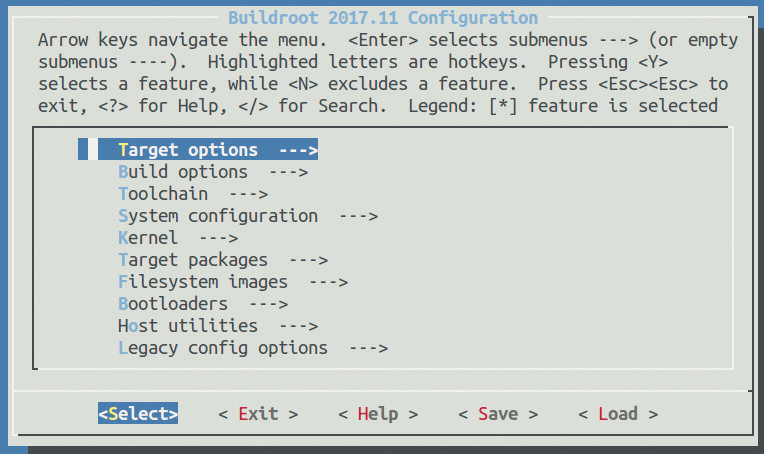 Buildroot 2017.11 Configuration
Arrow keys navigate the menu.  <Enter> selects submenus ---> (or empty
submenus ----).  Highlighted letters are hotkeys.  Pressing <Y>
selects a feature, while <N> excludes a feature.  Press <Esc><Esc> to
exit, <?> for Help, </> for Search.  Legend: [*] feature is selected
Target options  --->
Build options  --->
Toolchain  --->
System configuration  --->
Kernel  --->
Target packages  --->
Filesystem images  --->
Bootloaders  --->
Host utilities  --->
Legacy config options  --->
<Select>    < Exit >    < Help >    < Save >    < Load >